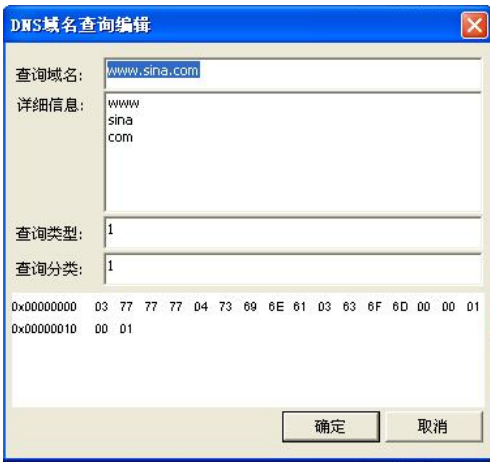 DNS域名查询编辑
查询域名: www.sina.com
详细信息: www
sina
com
查询类型: 1
查询分类: 1
0x00000000 03 77 77 77 04 73 69 6E 61 03 63 6F 6D 00 00 01
0x00000010 00 01
确定 取消